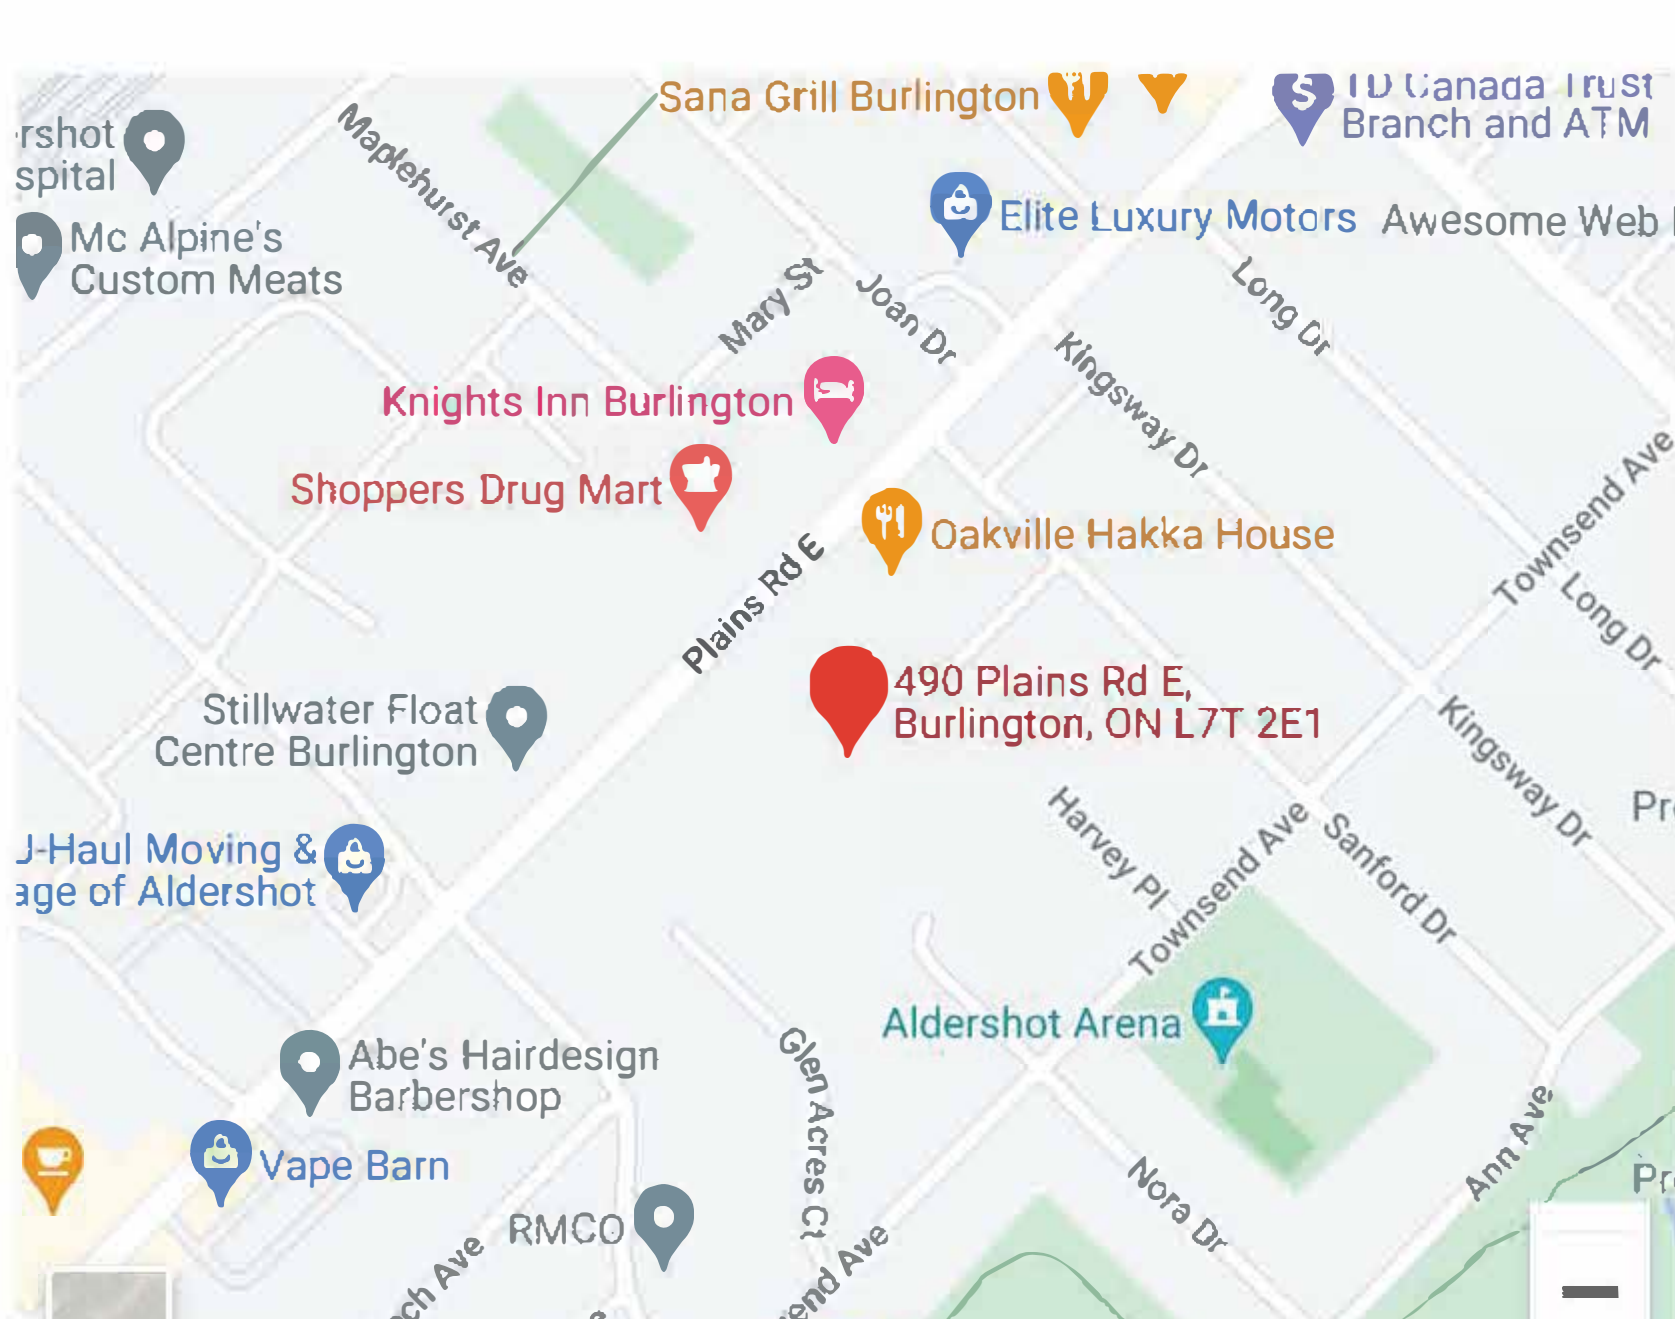 Sana Grill Burlington
TD Canada Trust
Branch and ATM
rshot
spital
Maplehurst Ave
Mc Alpine's
Custom Meats
Elite Luxury Motors
Awesome Web
Mary St
Joan Dr
Long Dr
Kingsway Dr
Knights Inn Burlington
Shoppers Drug Mart
Oakville Hakka House
Townsend Ave
Plains Rd E
Long Dr
490 Plains Rd E,
Burlington, ON L7T 2E1
Stillwater Float
Centre Burlington
Kingsway Dr
Pr
Harvey Pl
Townsend Ave
Sanford Dr
J-Haul Moving &
age of Aldershot
Aldershot Arena
Abe's Hairdesign
Barbershop
Glen Acres Ct
Ann Ave
Vape Barn
Nora Dr
Pr
RMCO
ch Ave
end Ave